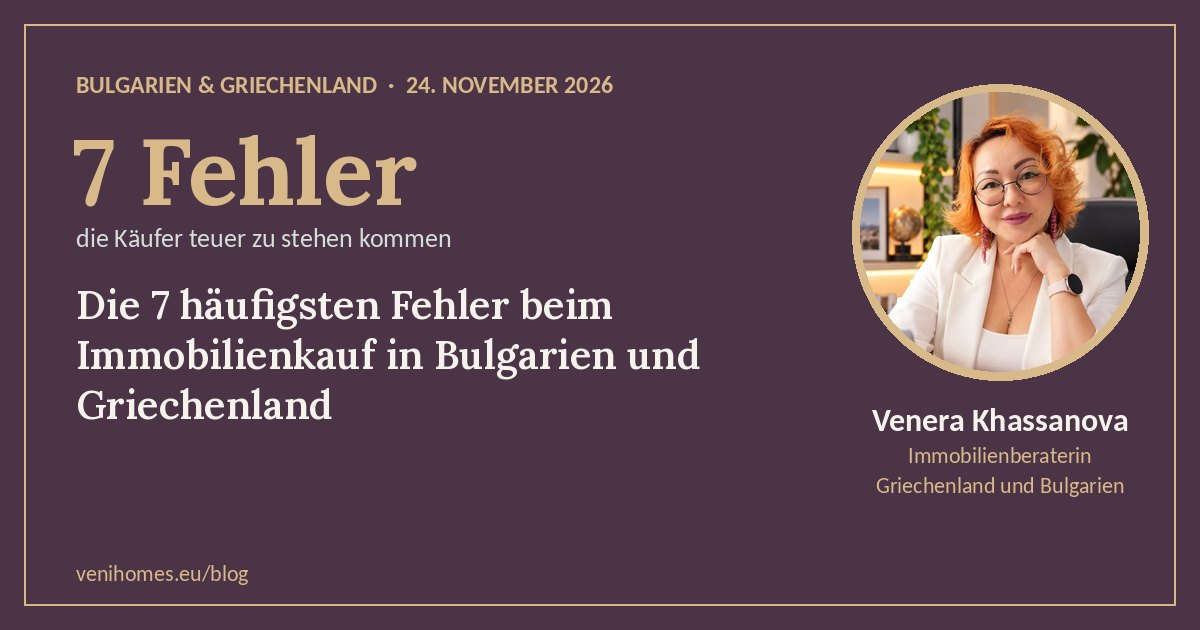 BULGARIEN & GRIECHENLAND · 24. NOVEMBER 2026
7 Fehler
die Käufer teuer zu stehen kommen
Die 7 häufigsten Fehler beim
Immobilienkauf in Bulgarien und
Griechenland
Venera Khassanova
Immobilienberaterin
Griechenland und Bulgarien
venihomes.eu/blog